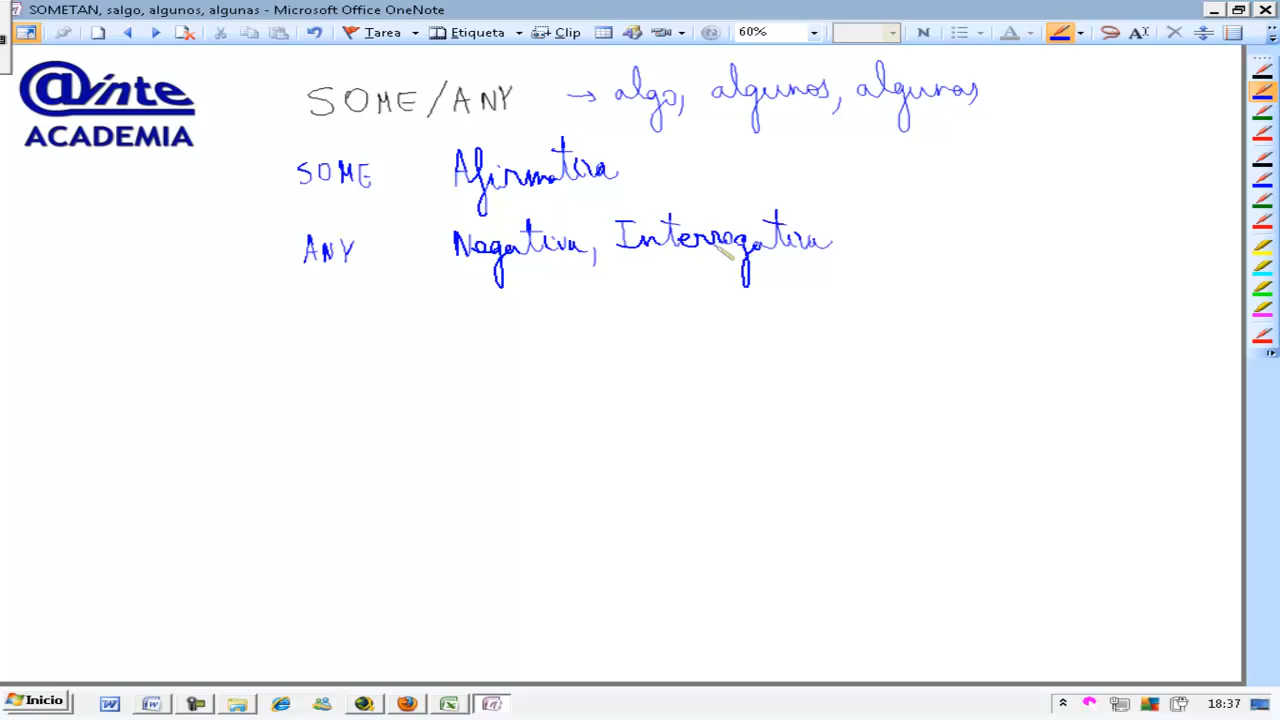 SOMETAN, salgo, algunos, algunas - Microsoft Office OneNote
Tarea Etiqueta Clip 60% N A
@ainte
ACADEMIA
SOME/ANY → algo, algunos, algunas
SOME Afirmativa
ANY Negativa, Interrogativa
Inicio 18:37